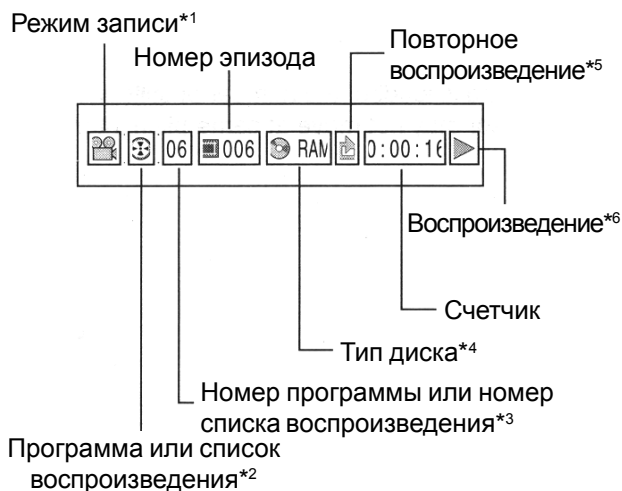 Режим записи*1
Номер эпизода
Повторное
воспроизведение*5
06 006 RAM 0:00:16
Воспроизведение*6
Счетчик
Тип диска*4
Номер программы или номер
списка воспроизведения*3
Программа или список
воспроизведения*2